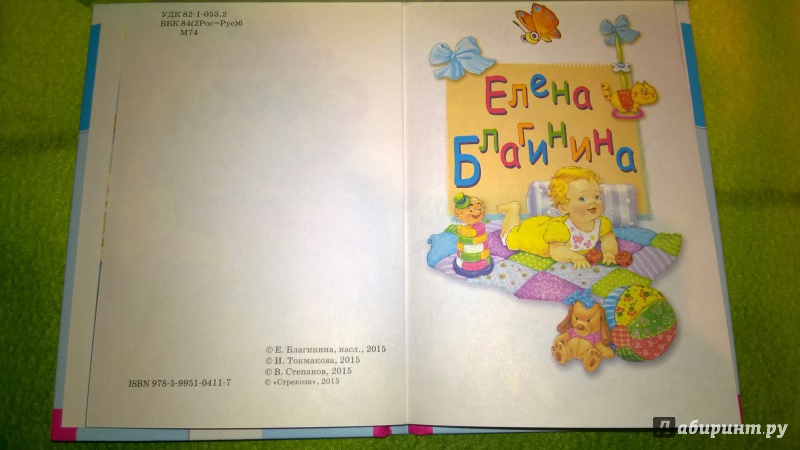 УДК 82-1-053.2
ББК 84(2Рос=Рус)6
М74
© Е. Благинина, насл., 2015
© И. Токмакова, 2015
© В. Степанов, 2015
ISBN 978-5-9951-0411-7
© «Стрекоза», 2015
Елена
Благинина
Лабиринт.ру